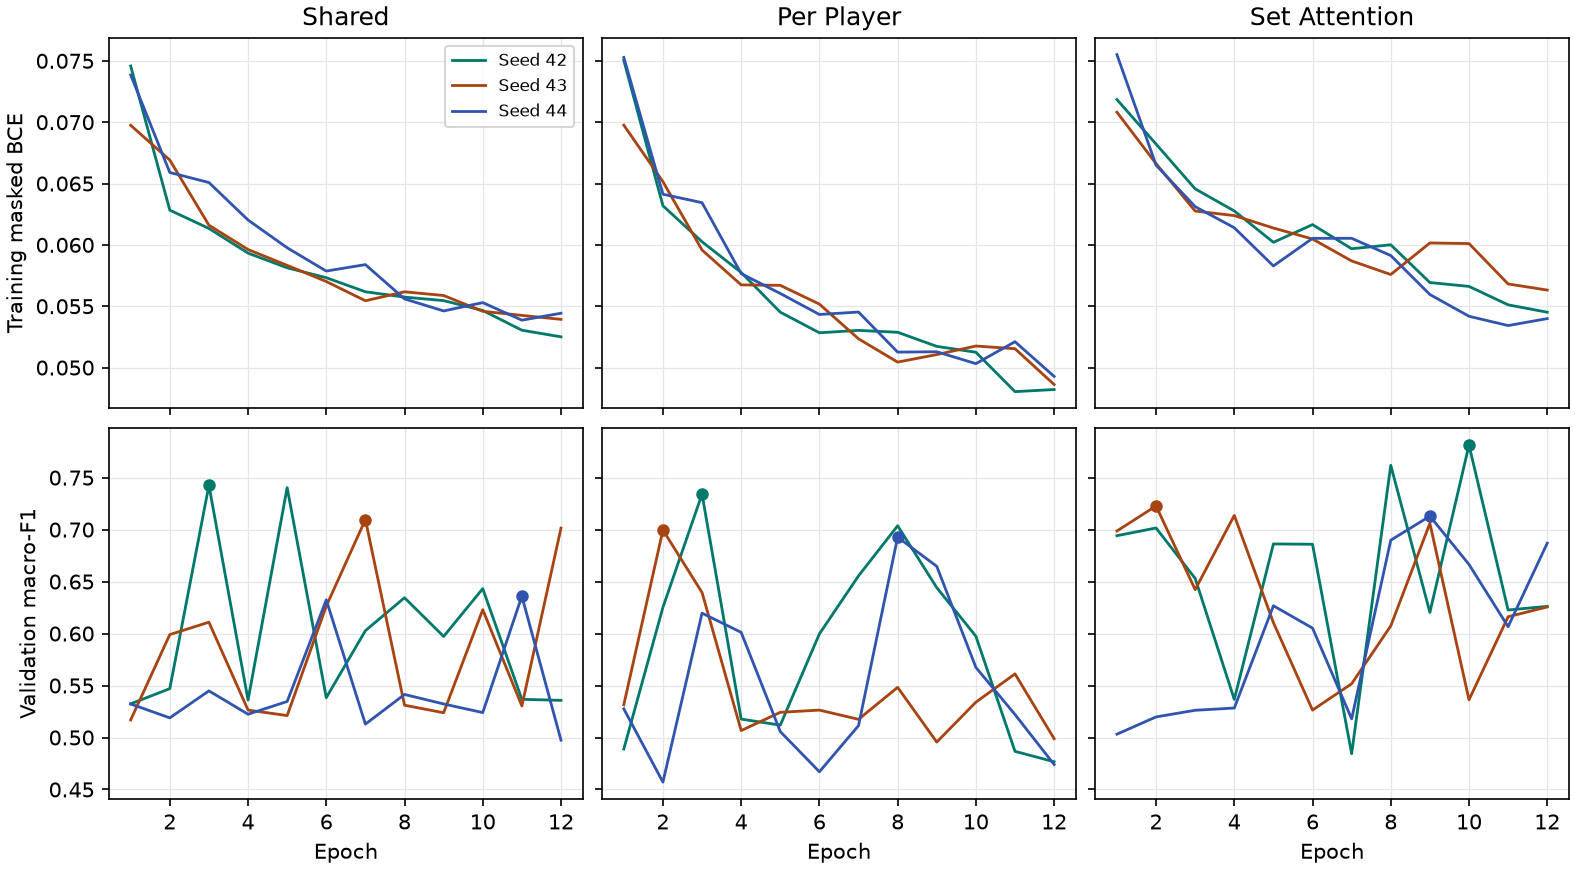 Shared
Per Player
Set Attention
Training masked BCE
0.075
0.070
0.065
0.060
0.055
0.050
Seed 42
Seed 43
Seed 44
Validation macro-F1
0.75
0.70
0.65
0.60
0.55
0.50
0.45
2 4 6 8 10 12
2 4 6 8 10 12
2 4 6 8 10 12
Epoch
Epoch
Epoch